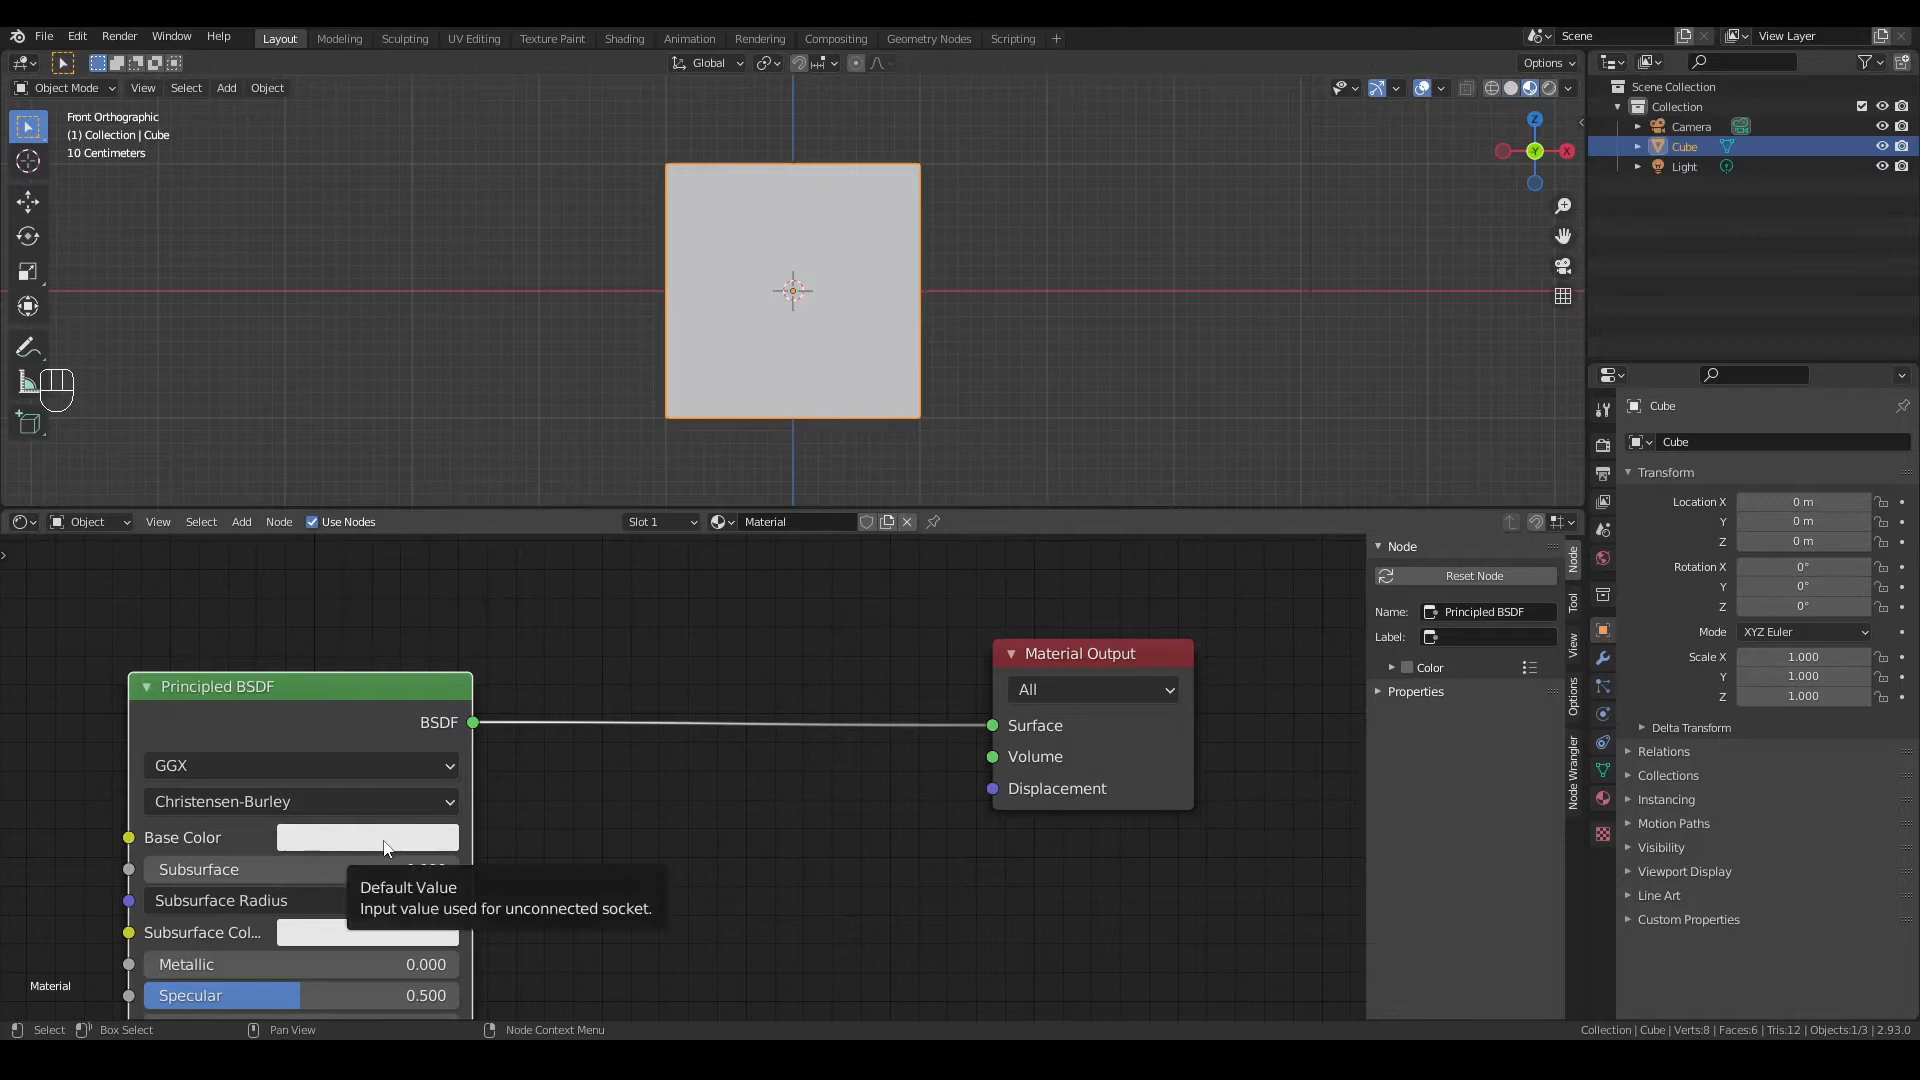 File Edit Render Window Help Layout Modeling Sculpting UV Editing Texture Paint Shading Animation Rendering Compositing Geometry Nodes Scripting + Scene View Layer
Global Options
Object Mode View Select Add Object
Front Orthographic
(1) Collection | Cube
10 Centimeters
Z
Y
X
Scene Collection
Collection
Camera
Cube
Light
Cube
Cube
Transform
Location X 0 m
Y 0 m
Z 0 m
Rotation X 0°
Y 0°
Z 0°
Mode XYZ Euler
Scale X 1.000
Y 1.000
Z 1.000
Delta Transform
Relations
Collections
Instancing
Motion Paths
Visibility
Viewport Display
Line Art
Custom Properties
Object View Select Add Node Use Nodes Slot 1 Material
Node
Reset Node
Name: Principled BSDF
Label:
Color
Properties
Node
Tool
View
Options
Node Wrangler
Principled BSDF
BSDF
GGX
Christensen-Burley
Base Color
Subsurface
Subsurface Radius
Subsurface Col...
Metallic 0.000
Specular 0.500
Default Value
Input value used for unconnected socket.
Material Output
All
Surface
Volume
Displacement
Material
Select Box Select Pan View Node Context Menu Collection | Cube | Verts:8 | Faces:6 | Tris:12 | Objects:1/3 | 2.93.0